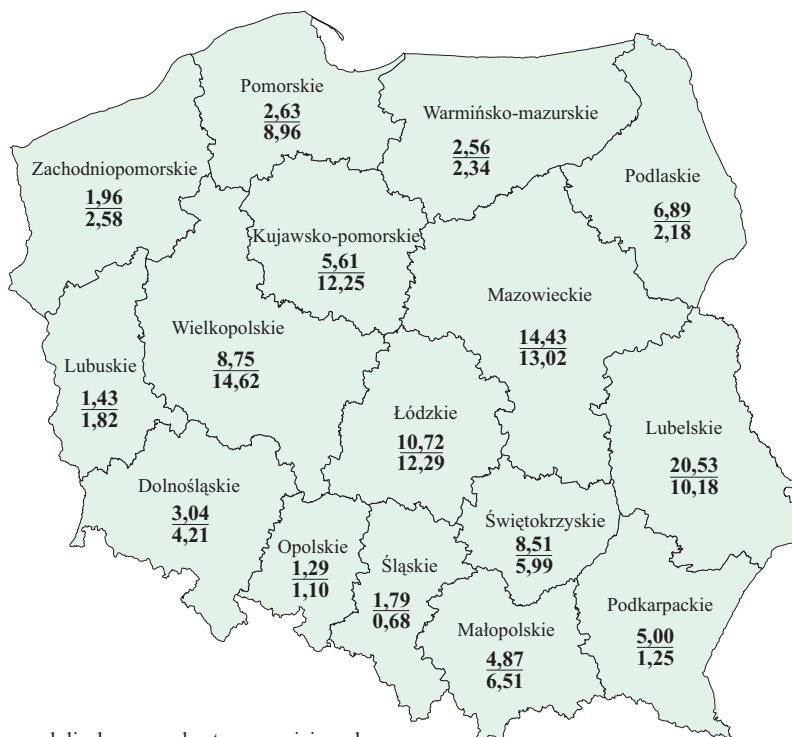 Pomorskie
2,63
8,96
Warmińsko-mazurskie
2,56
2,34
Zachodniopomorskie
1,96
2,58
Podlaskie
6,89
2,18
Kujawsko-pomorskie
5,61
12,25
Mazowieckie
14,43
13,02
Wielkopolskie
8,75
14,62
Lubuskie
1,43
1,82
Łódzkie
10,72
12,29
Lubelskie
20,53
10,18
Dolnośląskie
3,04
4,21
Opolskie
1,29
1,10
Śląskie
1,79
0,68
Świętokrzyskie
8,51
5,99
Małopolskie
4,87
6,51
Podkarpackie
5,00
1,25